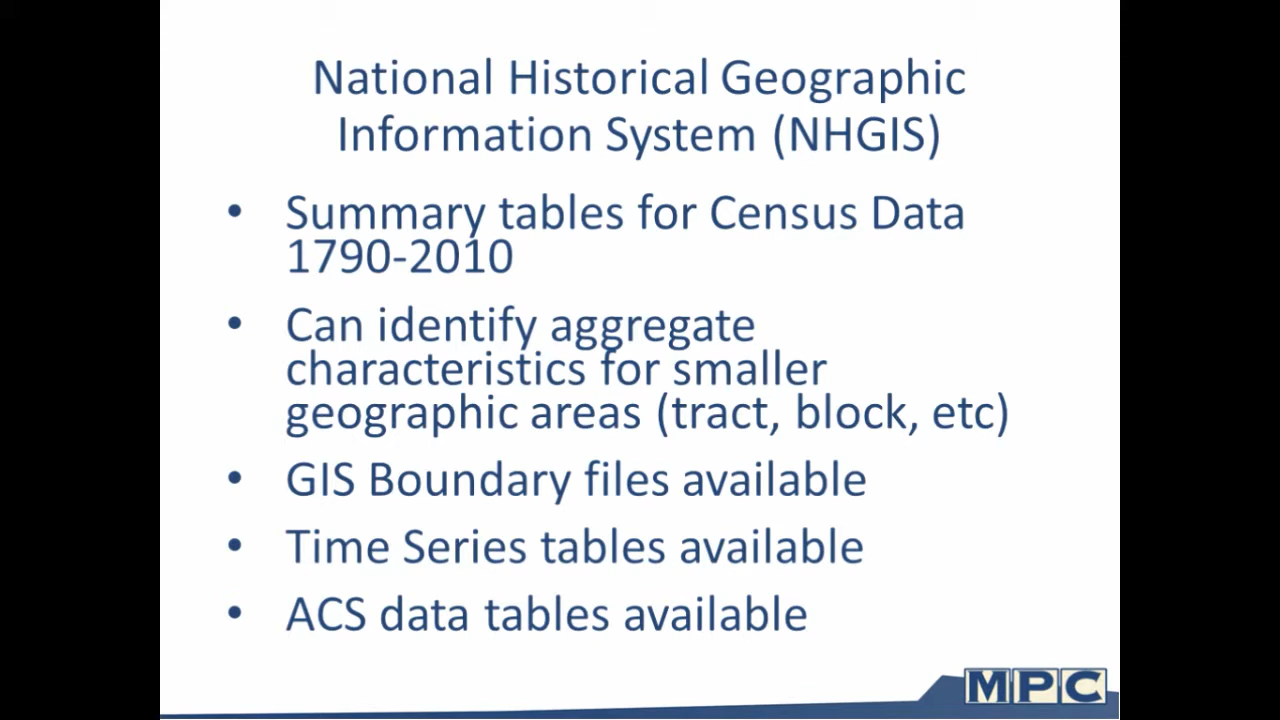 National Historical Geographic
Information System (NHGIS)
• Summary tables for Census Data
1790-2010
• Can identify aggregate
characteristics for smaller
geographic areas (tract, block, etc)
• GIS Boundary files available
• Time Series tables available
• ACS data tables available
MPC